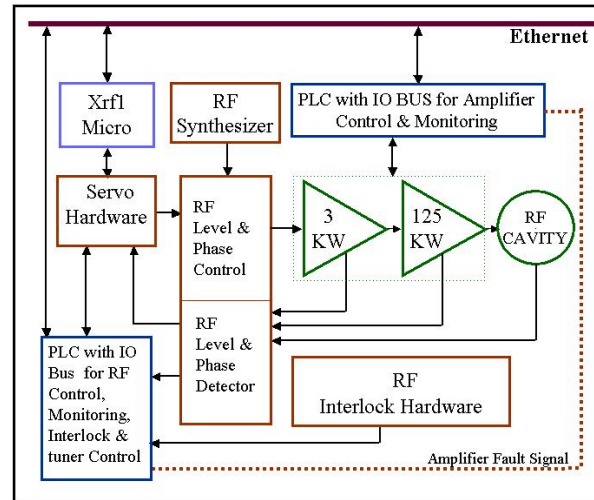 Ethernet
Xrf1
Micro
RF
Synthesizer
PLC with IO BUS for Amplifier
Control & Monitoring
Servo
Hardware
RF
Level &
Phase
Control
3
KW
125
KW
RF
CAVITY
RF
Level &
Phase
Detector
PLC with IO
Bus for RF
Control,
Monitoring,
Interlock &
tuner Control
RF
Interlock Hardware
Amplifier Fault Signal